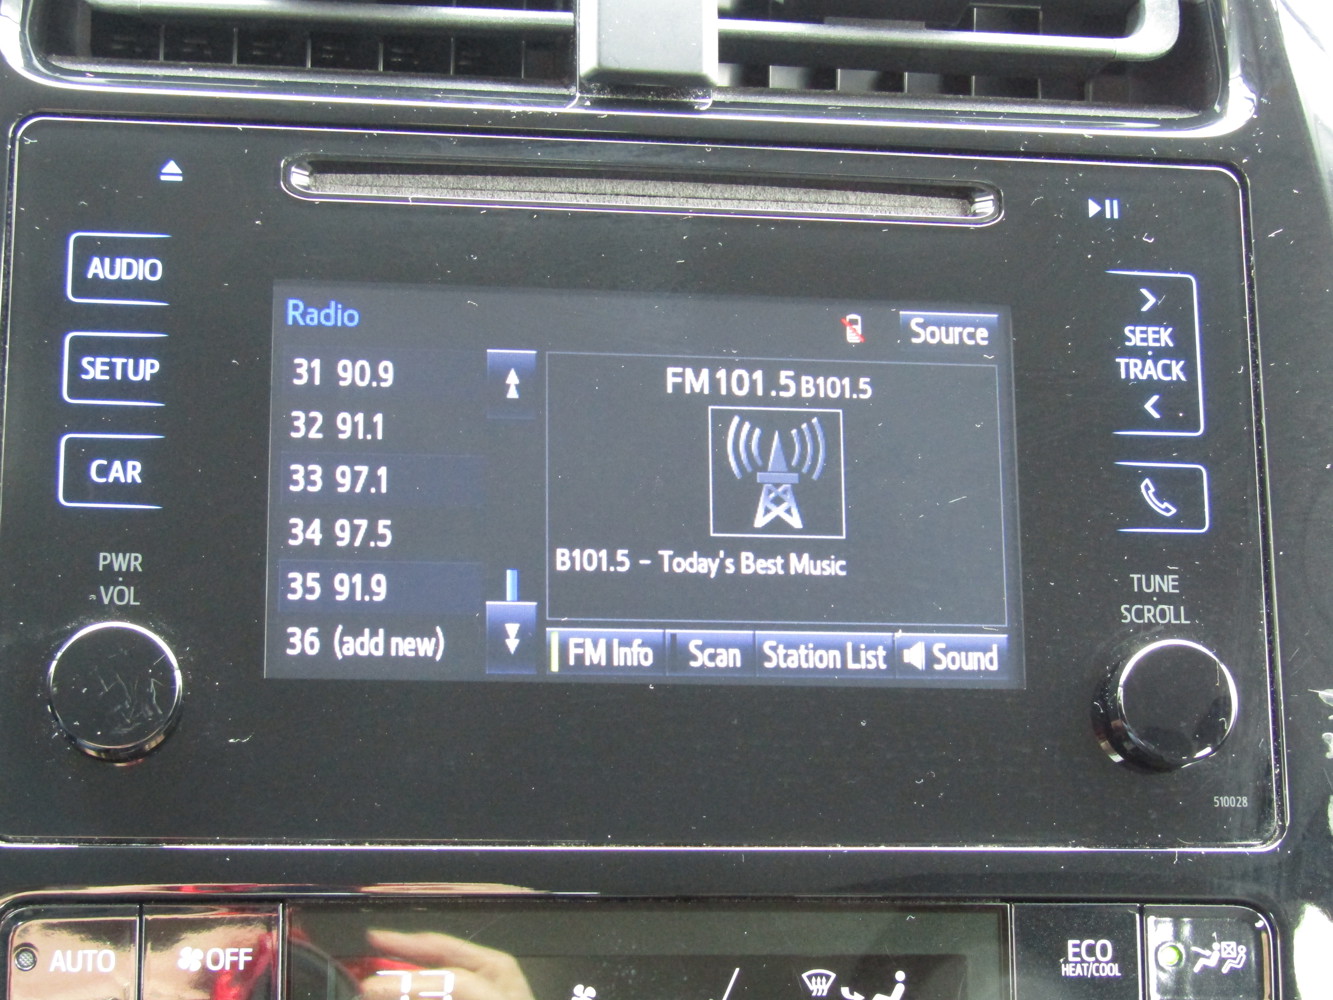 AUDIO
SETUP
CAR
PWR
VOL
Radio
Source
31 90.9
32 91.1
33 97.1
34 97.5
35 91.9
36 (add new)
FM 101.5 B101.5
B101.5 - Today's Best Music
FM Info
Scan
Station List
Sound
SEEK
TRACK
TUNE
SCROLL
510028
AUTO
OFF
73
ECO
HEAT/COOL